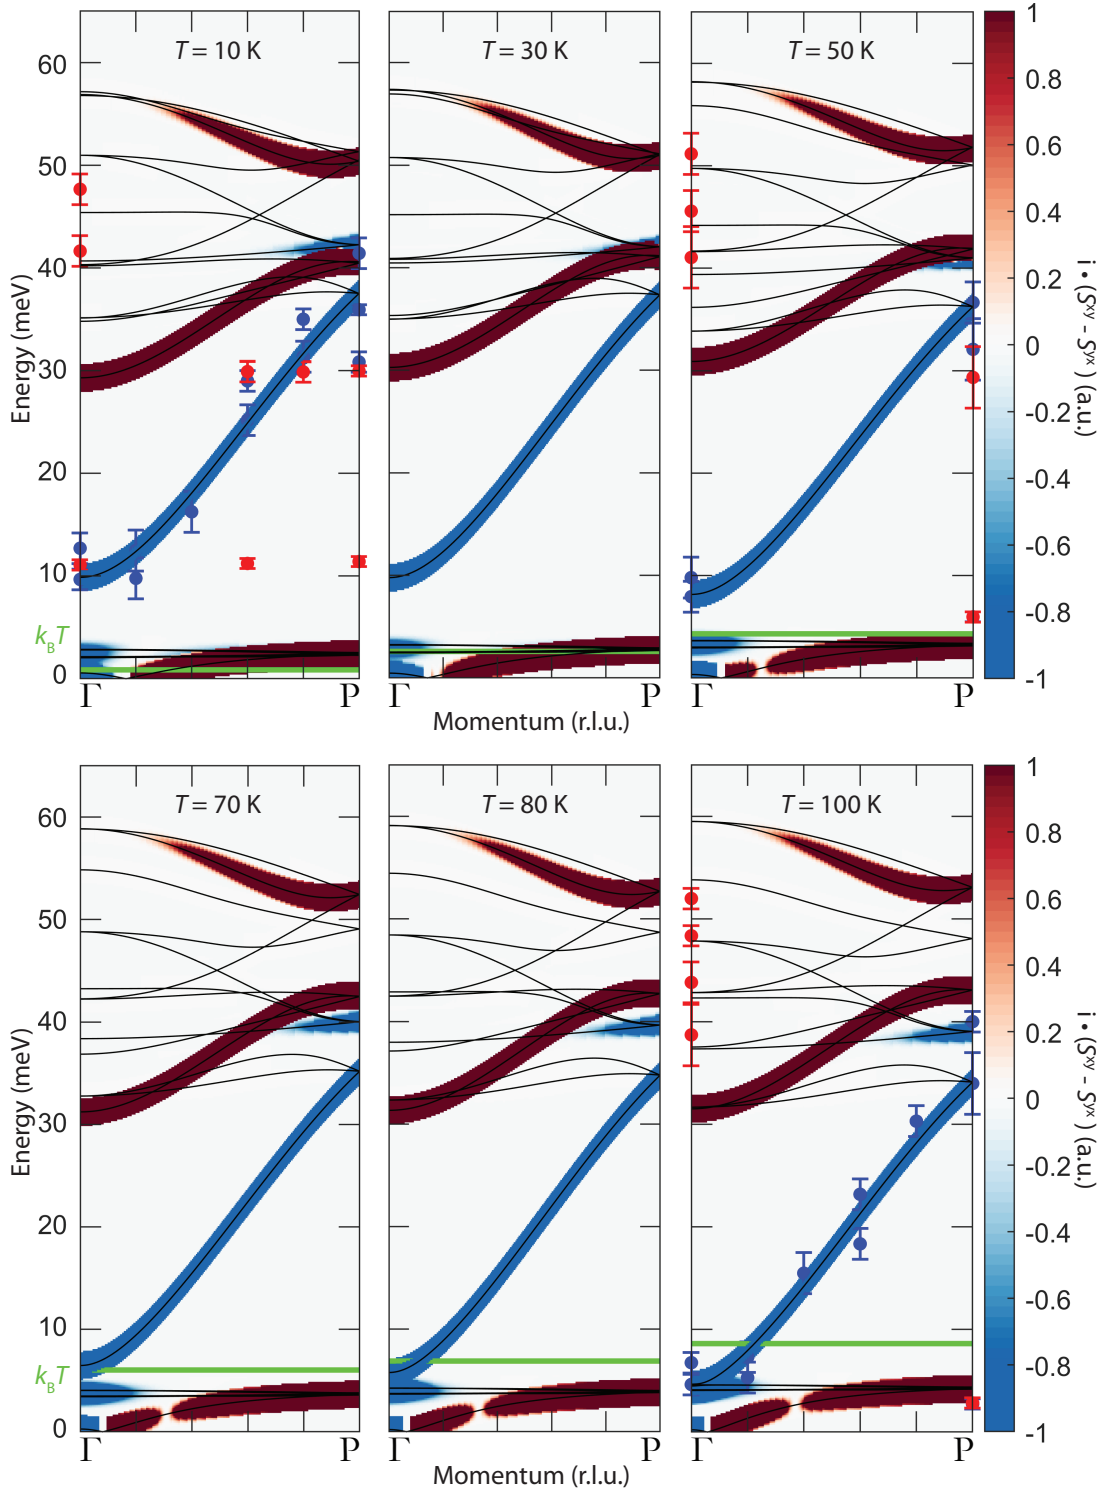 T = 10 K
T = 30 K
T = 50 K
60
50
40
30
20
10
0
Energy (meV)
k_BT
Γ
P
Γ
P
Γ
P
Momentum (r.l.u.)
1
0.8
0.6
0.4
0.2
0
-0.2
-0.4
-0.6
-0.8
-1
i • (S^xy - S^yx) (a.u.)
T = 70 K
T = 80 K
T = 100 K
60
50
40
30
20
10
0
Energy (meV)
k_BT
Γ
P
Γ
P
Γ
P
Momentum (r.l.u.)
1
0.8
0.6
0.4
0.2
0
-0.2
-0.4
-0.6
-0.8
-1
i • (S^xy - S^yx) (a.u.)